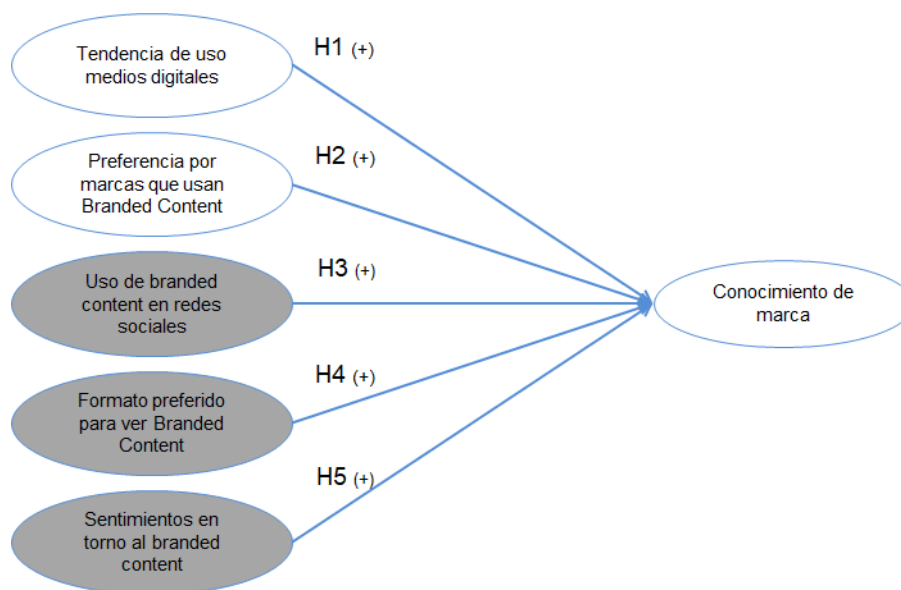 Tendencia de uso
medios digitales
H1 (+)
Preferencia por
marcas que usan
Branded Content
H2 (+)
Uso de branded
content en redes
sociales
H3 (+)
Formato preferido
para ver Branded
Content
H4 (+)
Sentimientos en
torno al branded
content
H5 (+)
Conocimiento de
marca